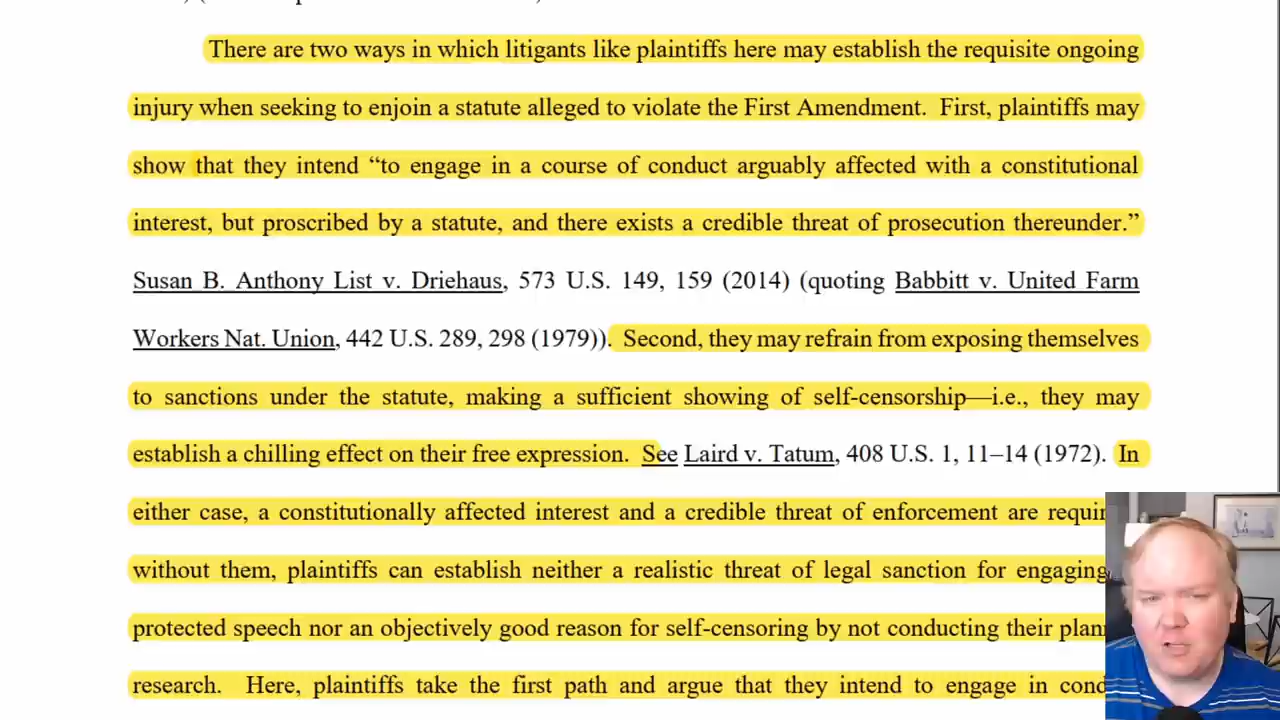 There are two ways in which litigants like plaintiffs here may establish the requisite ongoing
injury when seeking to enjoin a statute alleged to violate the First Amendment. First, plaintiffs may
show that they intend “to engage in a course of conduct arguably affected with a constitutional
interest, but proscribed by a statute, and there exists a credible threat of prosecution thereunder.”
Susan B. Anthony List v. Driehaus, 573 U.S. 149, 159 (2014) (quoting Babbitt v. United Farm
Workers Nat. Union, 442 U.S. 289, 298 (1979)). Second, they may refrain from exposing themselves
to sanctions under the statute, making a sufficient showing of self-censorship—i.e., they may
establish a chilling effect on their free expression. See Laird v. Tatum, 408 U.S. 1, 11–14 (1972). In
either case, a constitutionally affected interest and a credible threat of enforcement are
without them, plaintiffs can establish neither a realistic threat of legal sanction for engaging
protected speech nor an objectively good reason for self-censoring by not conducting their
research. Here, plaintiffs take the first path and argue that they intend to engage in